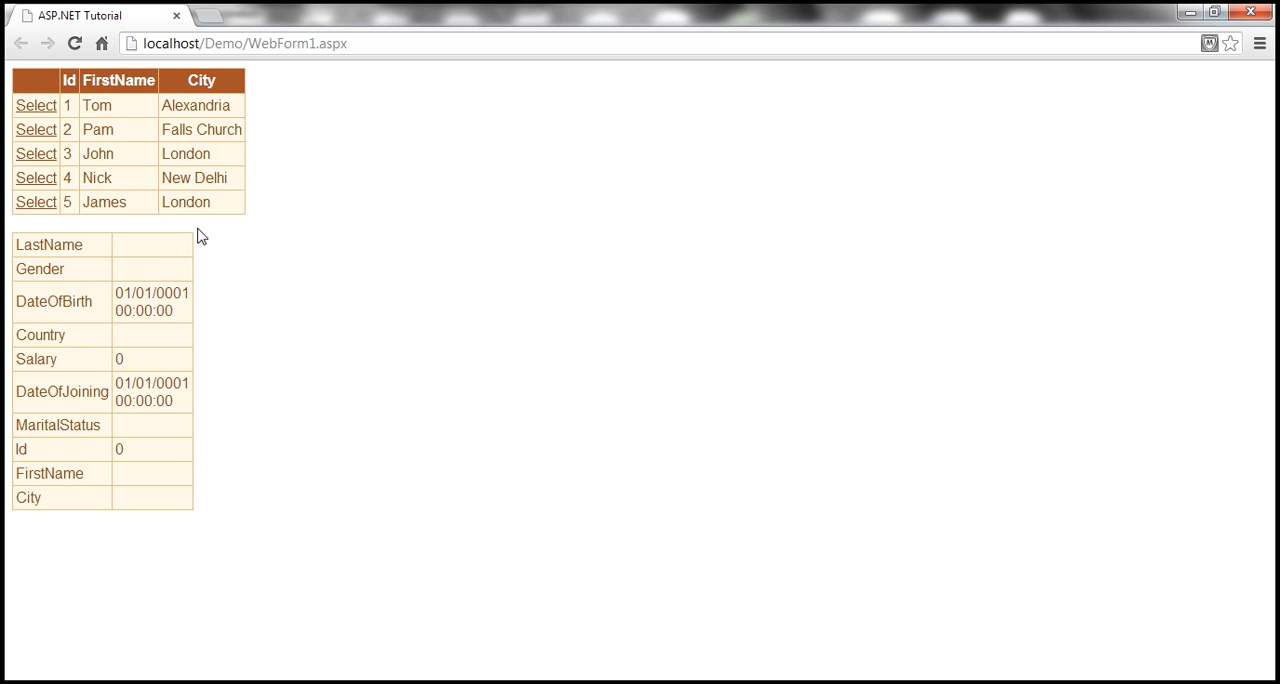 ASP.NET Tutorial
localhost/Demo/WebForm1.aspx
Id FirstName City
Select 1 Tom Alexandria
Select 2 Pam Falls Church
Select 3 John London
Select 4 Nick New Delhi
Select 5 James London
LastName
Gender
DateOfBirth 01/01/0001
00:00:00
Country
Salary 0
DateOfJoining 01/01/0001
00:00:00
MaritalStatus
Id 0
FirstName
City